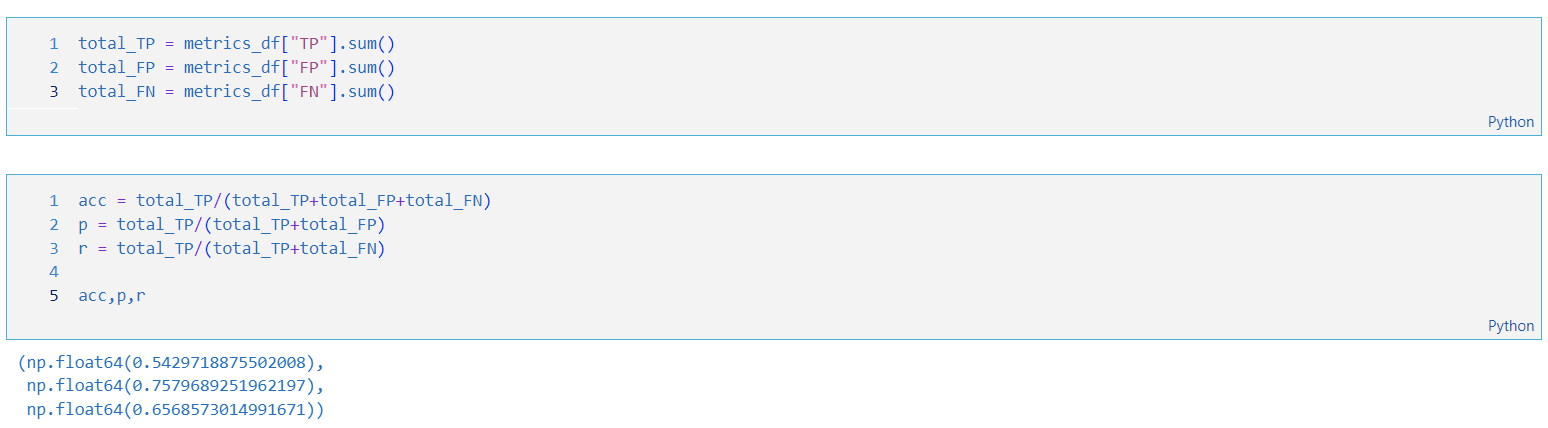 1 total_TP = metrics_df["TP"].sum()
2 total_FP = metrics_df["FP"].sum()
3 total_FN = metrics_df["FN"].sum()
Python
1 acc = total_TP/(total_TP+total_FP+total_FN)
2 p = total_TP/(total_TP+total_FP)
3 r = total_TP/(total_TP+total_FN)
4
5 acc,p,r
Python
(np.float64(0.5429718875502008),
np.float64(0.7579689251962197),
np.float64(0.6568573014991671))